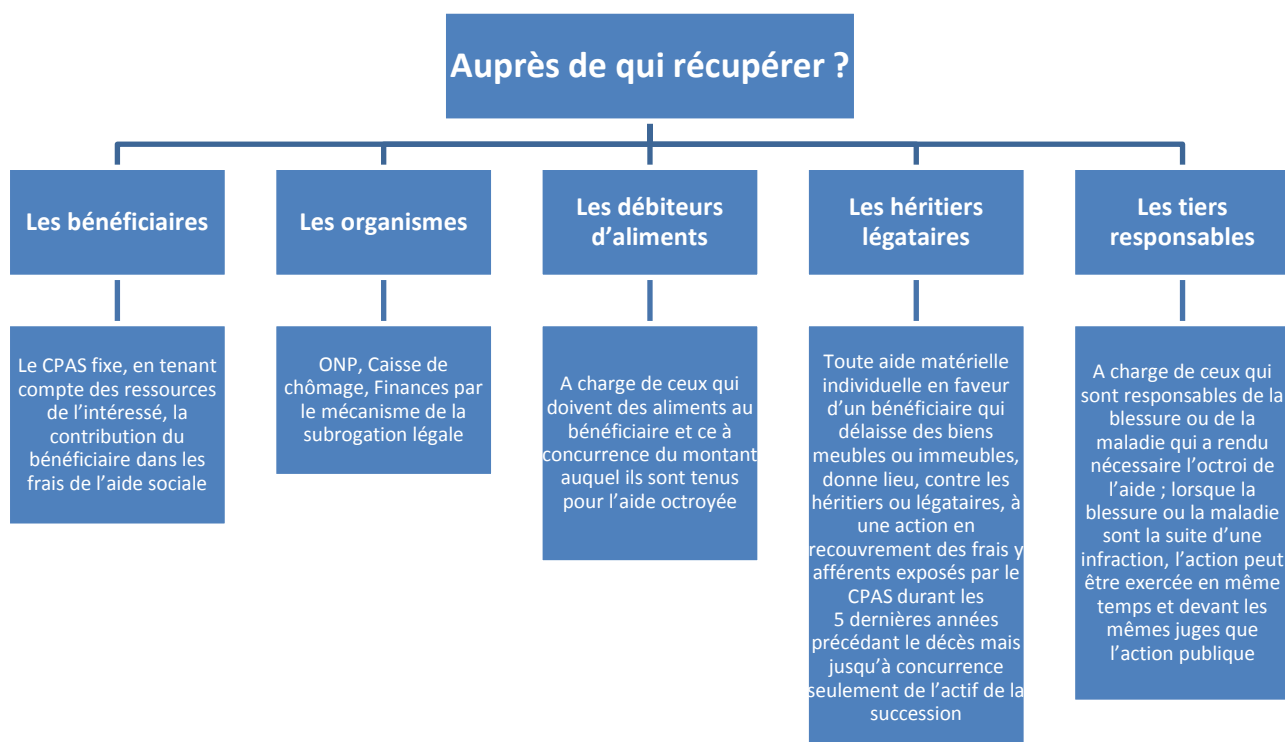 Auprès de qui récupérer ?
Les bénéficiaires
Le CPAS fixe, en tenant
compte des ressources
de l'intéressé, la
contribution du
bénéficiaire dans les
frais de l'aide sociale
Les organismes
ONP, Caisse de
chômage, Finances par
le mécanisme de la
subrogation légale
Les débiteurs
d'aliments
A charge de ceux qui
doivent des aliments au
bénéficiaire et ce à
concurrence du montant
auquel ils sont tenus
pour l'aide octroyée
Les héritiers
légataires
Toute aide matérielle
individuelle en faveur
d'un bénéficiaire qui
délaisse des biens
meubles ou immeubles,
donne lieu, contre les
héritiers ou légataires, à
une action en
recouvrement des frais y
afférents exposés par le
CPAS durant les
5 dernières années
précédant le décès mais
jusqu'à concurrence
seulement de l'actif de la
succession
Les tiers
responsables
A charge de ceux qui
sont responsables de la
blessure ou de la
maladie qui a rendu
nécessaire l'octroi de
l'aide ; lorsque la
blessure ou la maladie
sont la suite d'une
infraction, l'action peut
être exercée en même
temps et devant les
mêmes juges que
l'action publique